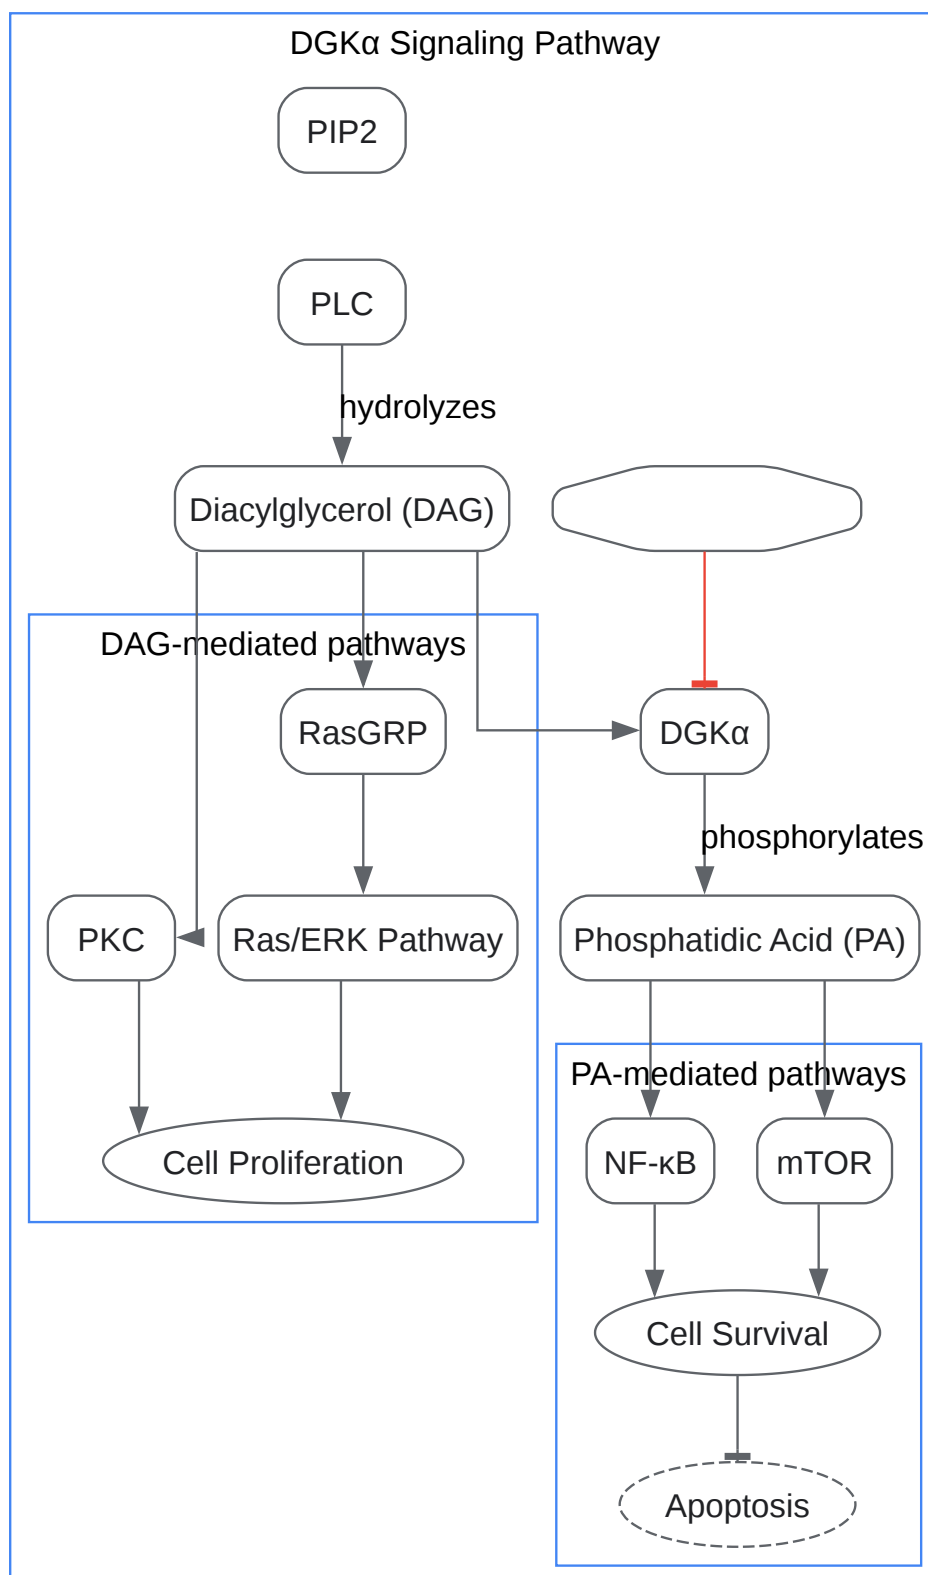 DGKα Signaling Pathway
PIP2
PLC
hydrolyzes
Diacylglycerol (DAG)
DAG-mediated pathways
RasGRP
DGKα
phosphorylates
PKC
Ras/ERK Pathway
Phosphatidic Acid (PA)
PA-mediated pathways
Cell Proliferation
NF-κB
mTOR
Cell Survival
Apoptosis